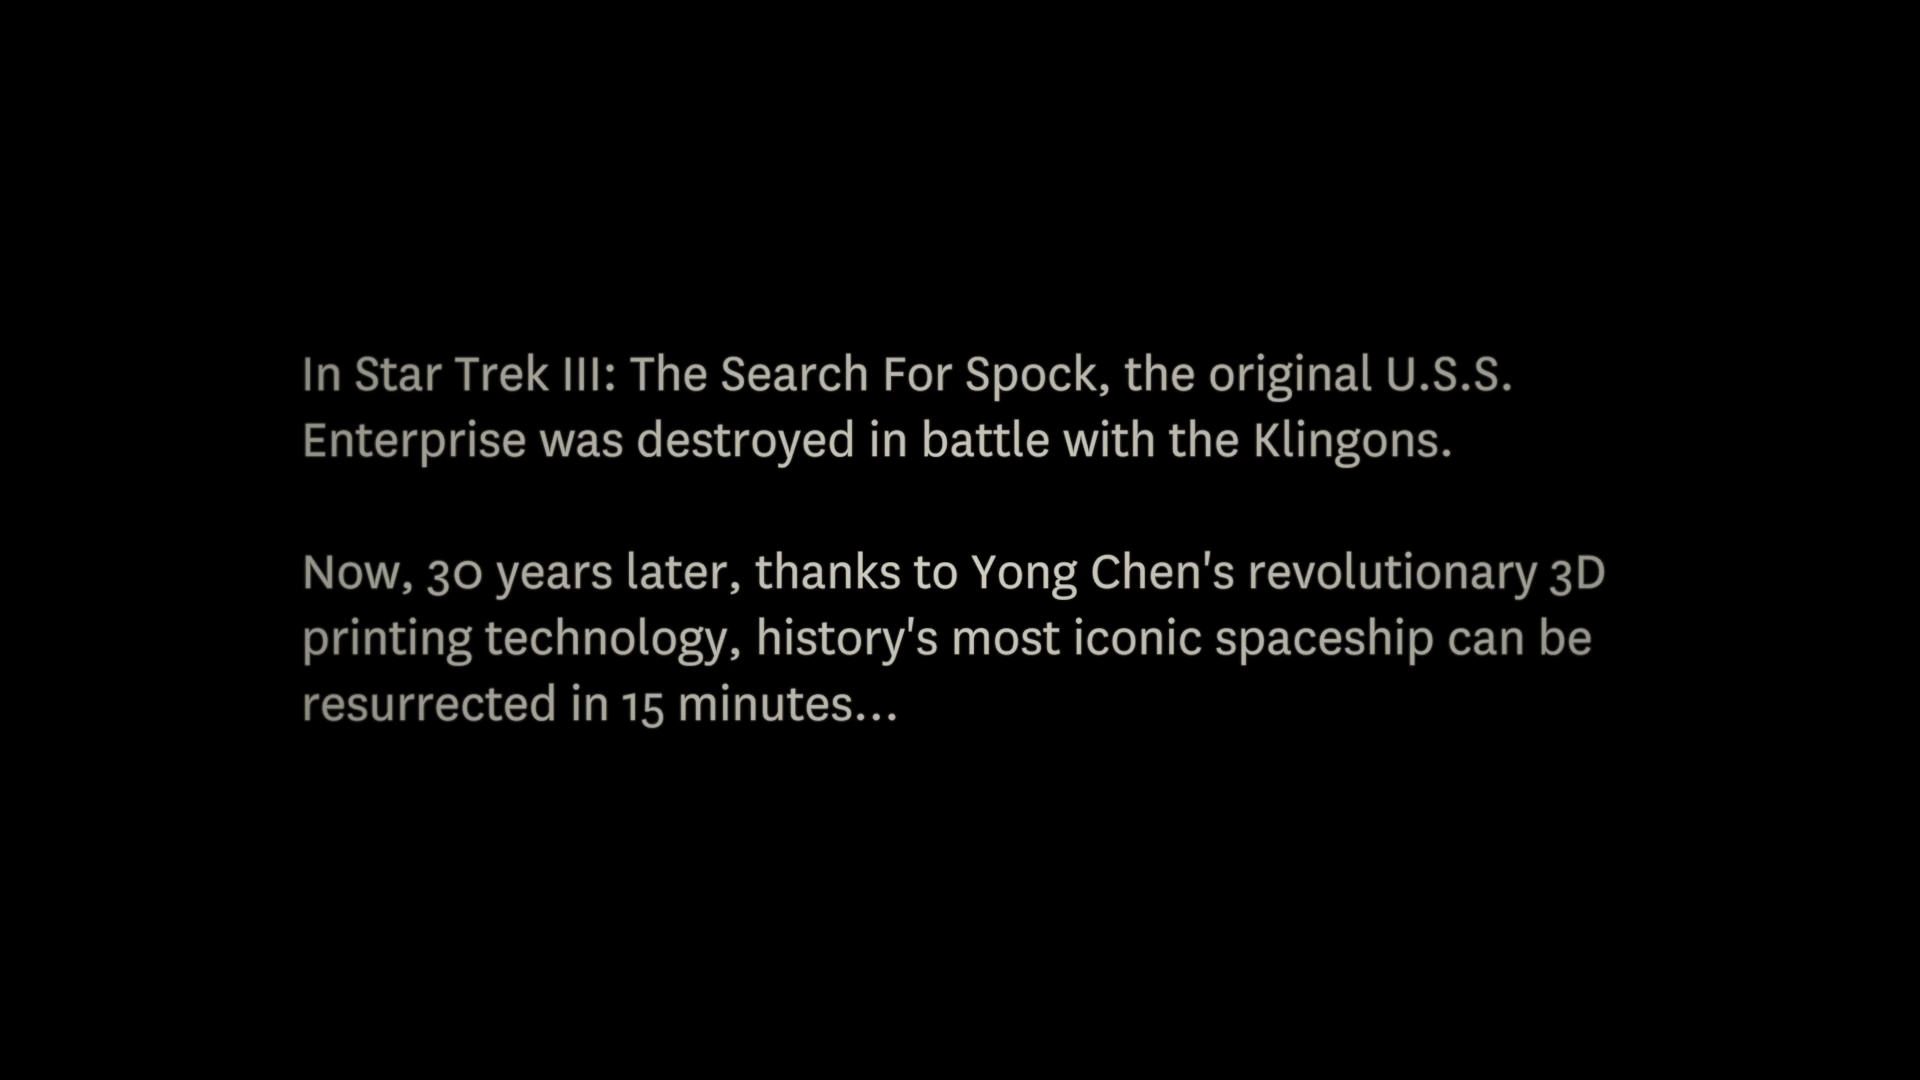 In Star Trek III: The Search For Spock, the original U.S.S.
Enterprise was destroyed in battle with the Klingons.
Now, 30 years later, thanks to Yong Chen's revolutionary 3D
printing technology, history's most iconic spaceship can be
resurrected in 15 minutes...